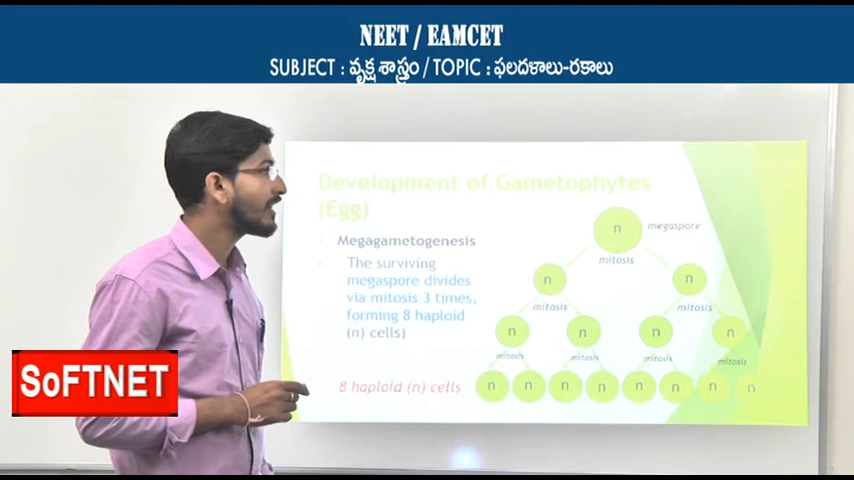 NEET / EAMCET
SUBJECT : వృక్ష శాస్త్రం / TOPIC : ఫలదళాలు-రకాలు
Development of Gametophytes
(Egg)
Megagametogenesis
The surviving
megaspore divides
via mitosis 3 times,
forming 8 haploid
(n) cells)
8 haploid (n) cells
n
megaspore
mitosis
n n
mitosis mitosis
n n n n
mitosis mitosis mitosis mitosis
n n n n n n n n
SoFTNET